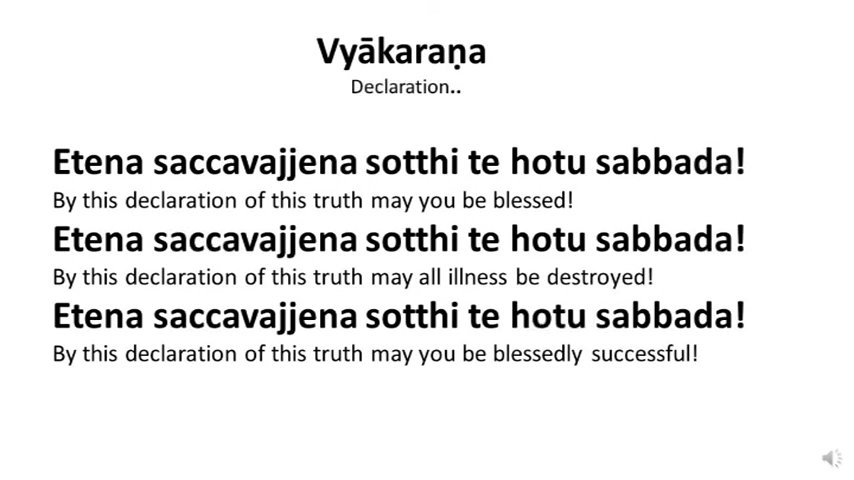 Vyākaraṇa
Declaration..
Etena saccavajjena sotthi te hotu sabbada!
By this declaration of this truth may you be blessed!
Etena saccavajjena sotthi te hotu sabbada!
By this declaration of this truth may all illness be destroyed!
Etena saccavajjena sotthi te hotu sabbada!
By this declaration of this truth may you be blessedly successful!